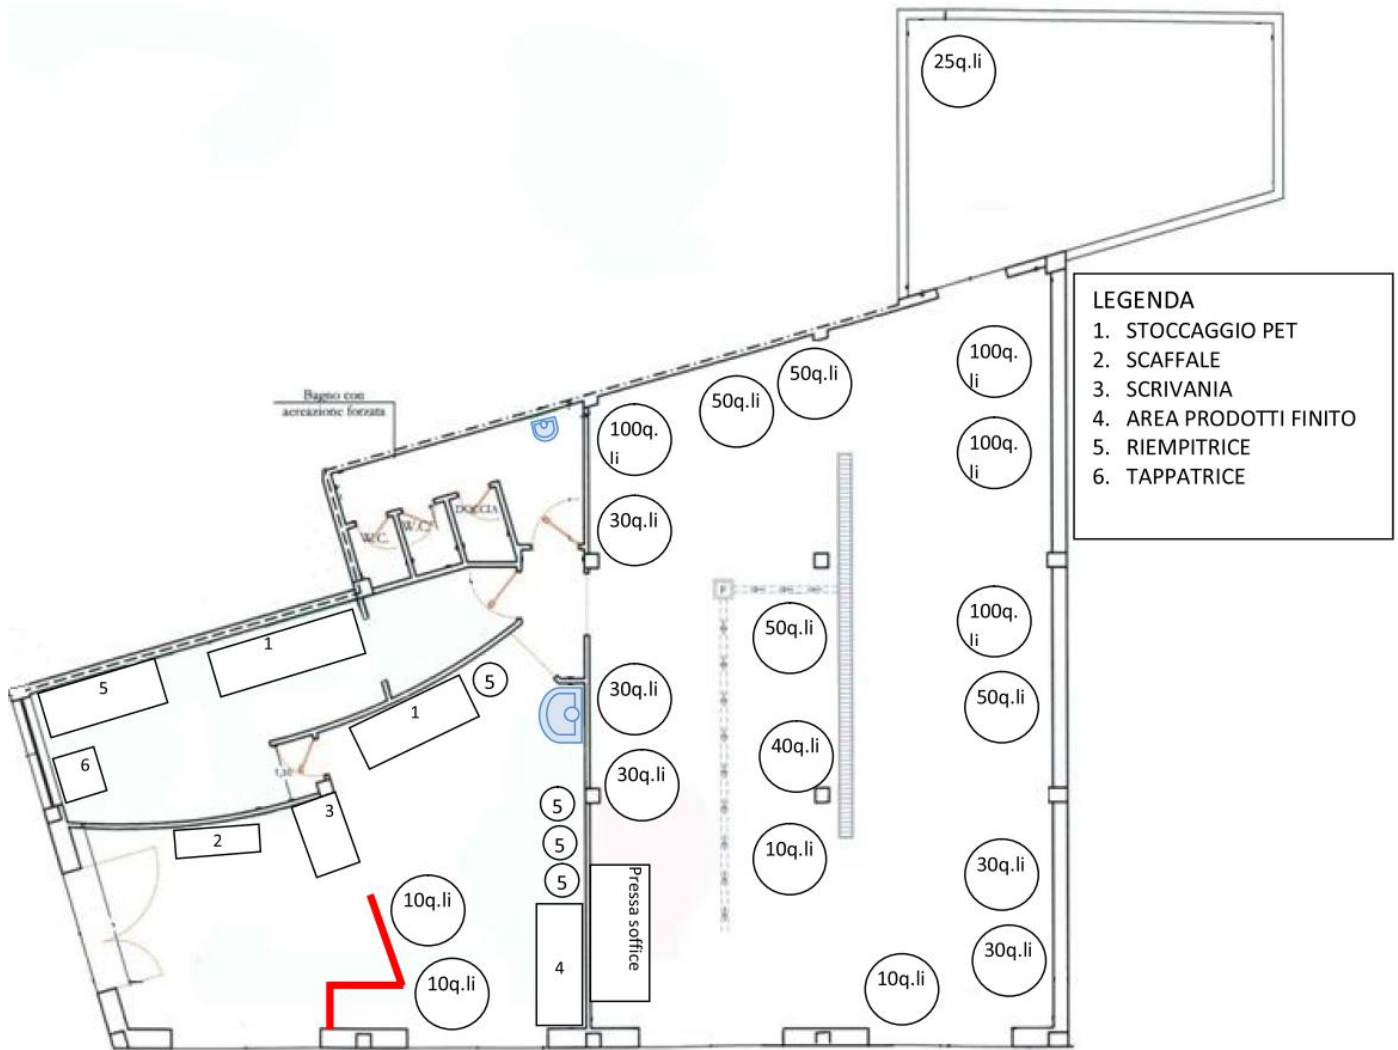 25q.li
LEGENDA
1. STOCCAGGIO PET
2. SCAFFALE
3. SCRIVANIA
4. AREA PRODOTTI FINITO
5. RIEMPITRICE
6. TAPPATRICE
100q.
li
50q.li
50q.li
Bagno con
aereazione forzata
100q.
li
100q.
li
30q.li
DOCCIA
W.C.
W.C.
P
50q.li
100q.
li
1
5
5
1
30q.li
50q.li
40q.li
6
1,20
30q.li
5
3
2
5
10q.li
5
30q.li
Pressa soffice
10q.li
30q.li
4
10q.li
10q.li